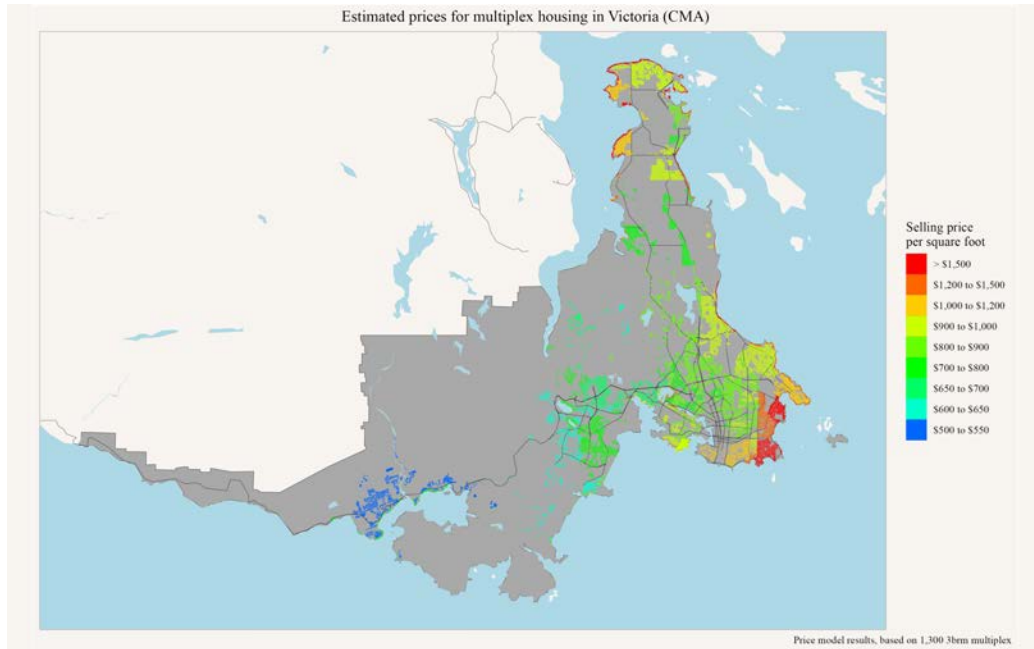 Estimated prices for multiplex housing in Victoria (CMA)
Selling price
per square foot
> $1,500
$1,200 to $1,500
$1,000 to $1,200
$900 to $1,000
$800 to $900
$700 to $800
$650 to $700
$600 to $650
$500 to $550
Price model results, based on 1,300 3brm multiplex